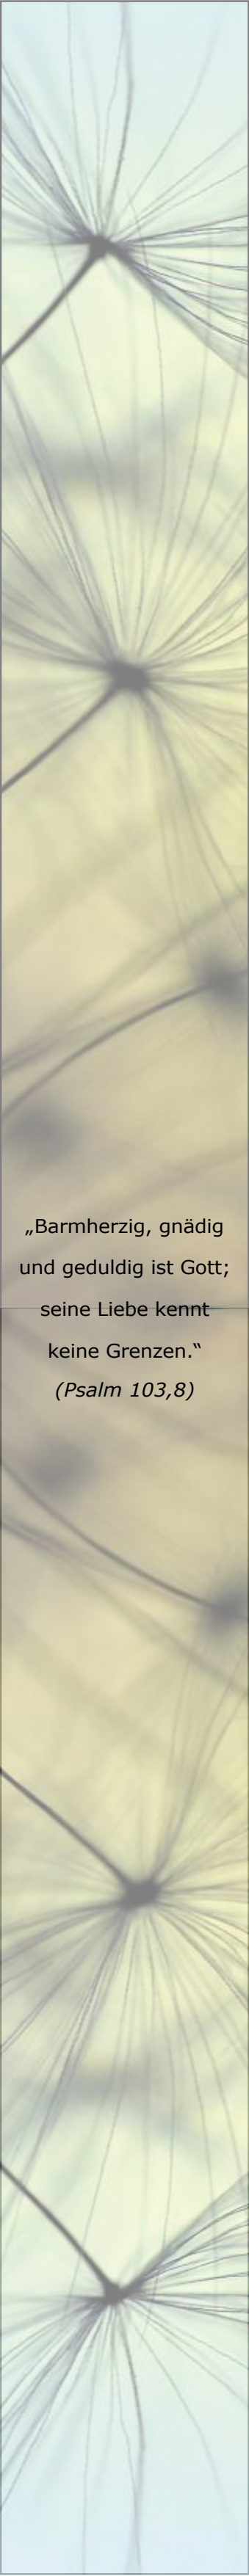 „Barmherzig, gnädig
und geduldig ist Gott;
seine Liebe kennt
keine Grenzen.“
(Psalm 103,8)